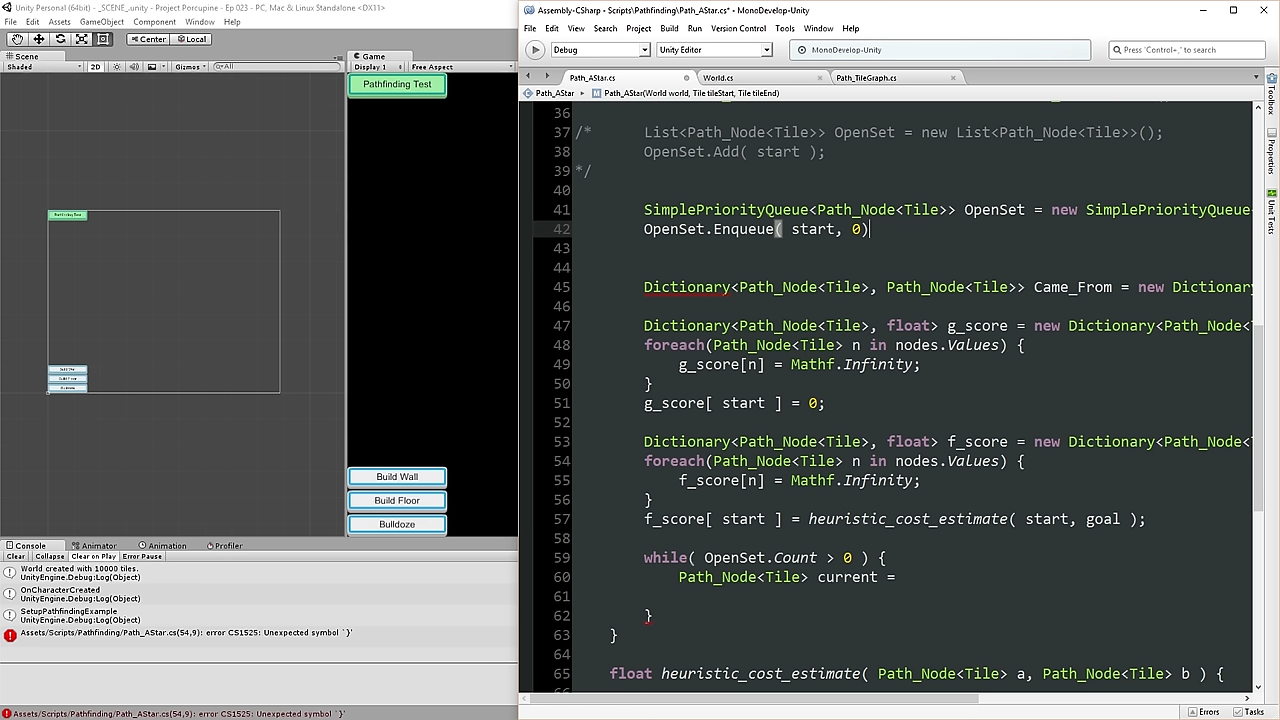 Unity Personal (64bit) - _SCENE_.unity - Project Porcupine - Ep 023 - PC, Mac & Linux Standalone <DX11>
File Edit Assets GameObject Component Window Help
Center Local
Scene
Shaded 2D Gizmos All
Pathfinding Test
Game
Display 1 Free Aspect
Pathfinding Test
Build Wall
Build Floor
Bulldoze
Console Animator Animation Profiler
Clear Collapse Clear on Play Error Pause
World created with 10000 tiles.
UnityEngine.Debug:Log(Object)
OnCharacterCreated
UnityEngine.Debug:Log(Object)
SetupPathfindingExample
UnityEngine.Debug:Log(Object)
Assets/Scripts/Pathfinding/Path_AStar.cs(54,9): error CS1525: Unexpected symbol `}'
Assets/Scripts/Pathfinding/Path_AStar.cs(54,9): error CS1525: Unexpected symbol `}'
Assembly-CSharp - Scripts\Pathfinding\Path_AStar.cs* - MonoDevelop-Unity
File Edit View Search Project Build Run Version Control Tools Window Help
Debug Unity Editor MonoDevelop-Unity Press 'Control+,' to search
Path_AStar.cs World.cs Path_TileGraph.cs
Path_AStar Path_AStar(World world, Tile tileStart, Tile tileEnd)
36
37 /* List<Path_Node<Tile>> OpenSet = new List<Path_Node<Tile>>();
38 OpenSet.Add( start );
39 */
40
41 SimplePriorityQueue<Path_Node<Tile>> OpenSet = new SimplePriorityQueue
42 OpenSet.Enqueue( start, 0)
43
44
45 Dictionary<Path_Node<Tile>, Path_Node<Tile>> Came_From = new Dictionary
46
47 Dictionary<Path_Node<Tile>, float> g_score = new Dictionary<Path_Node<
48 foreach(Path_Node<Tile> n in nodes.Values) {
49 g_score[n] = Mathf.Infinity;
50 }
51 g_score[ start ] = 0;
52
53 Dictionary<Path_Node<Tile>, float> f_score = new Dictionary<Path_Node<
54 foreach(Path_Node<Tile> n in nodes.Values) {
55 f_score[n] = Mathf.Infinity;
56 }
57 f_score[ start ] = heuristic_cost_estimate( start, goal );
58
59 while( OpenSet.Count > 0 ) {
60 Path_Node<Tile> current =
61
62 }
63 }
64
65 float heuristic_cost_estimate( Path_Node<Tile> a, Path_Node<Tile> b ) {
Toolbox
Properties
Unit Tests
Errors Tasks